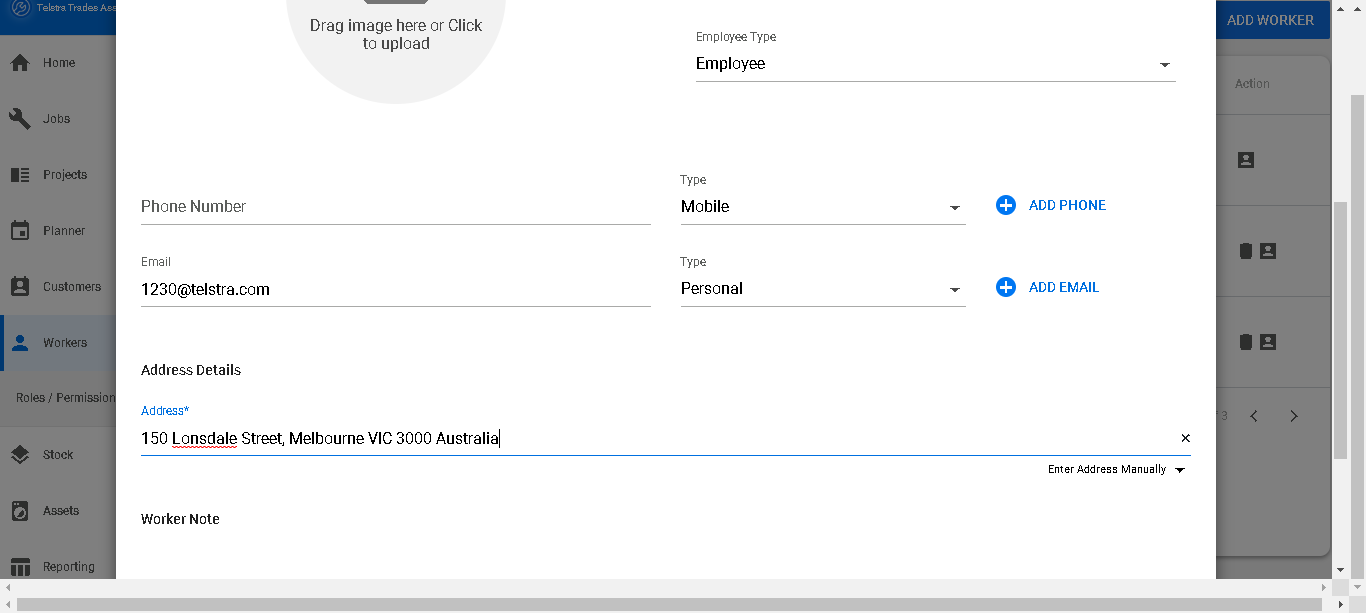 Telstra Trades Ass
ADD WORKER
Drag image here or Click
to upload
Employee Type
Employee
Home
Action
Jobs
Projects
Type
Phone Number
Mobile
ADD PHONE
Planner
Email
Type
1230@telstra.com
Personal
ADD EMAIL
Customers
Workers
Address Details
Roles / Permission
Address*
of 3
150 Lonsdale Street, Melbourne VIC 3000 Australia
Stock
Enter Address Manually
Assets
Worker Note
Reporting